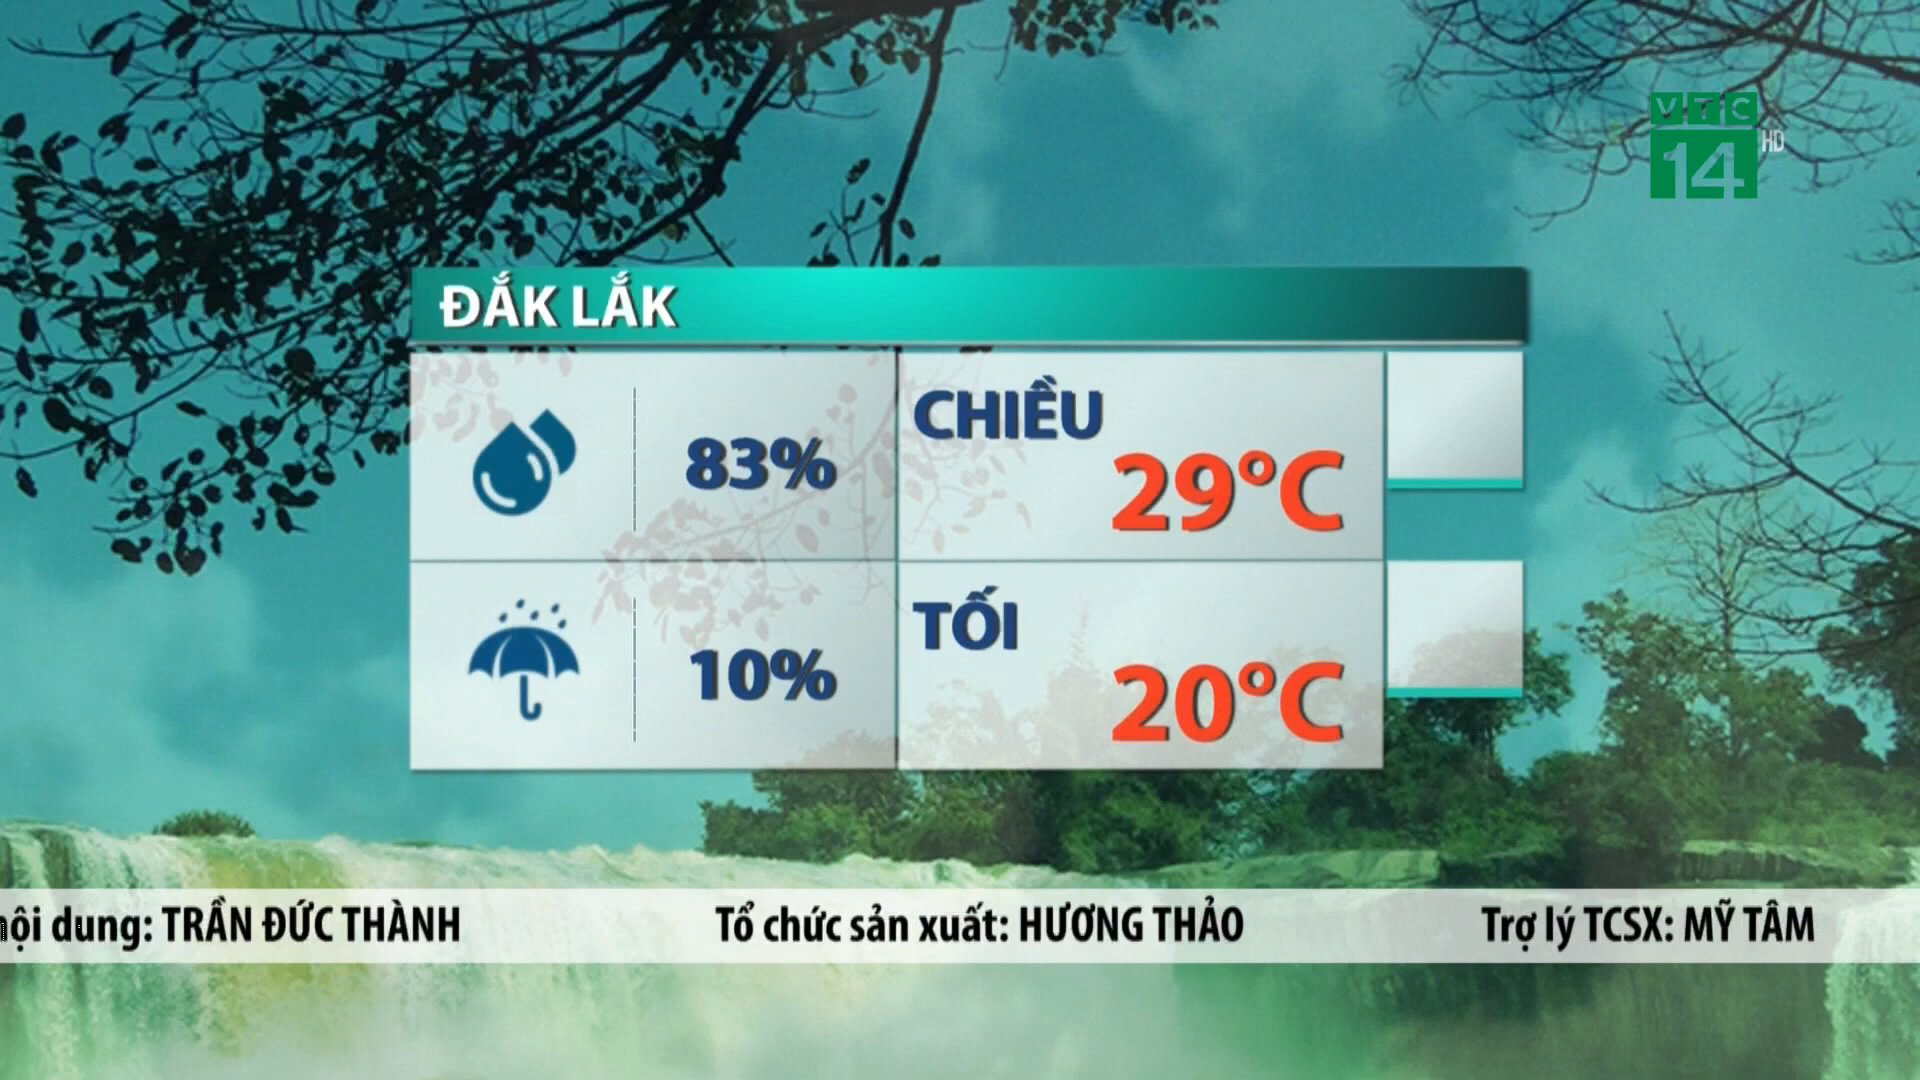 VTC
14 HD
ĐẮK LẮK
83%
CHIỀU
29°C
10%
TỐI
20°C
nội dung: TRẦN ĐỨC THÀNH
Tổ chức sản xuất: HƯƠNG THẢO
Trợ lý TCSX: MỸ TÂM